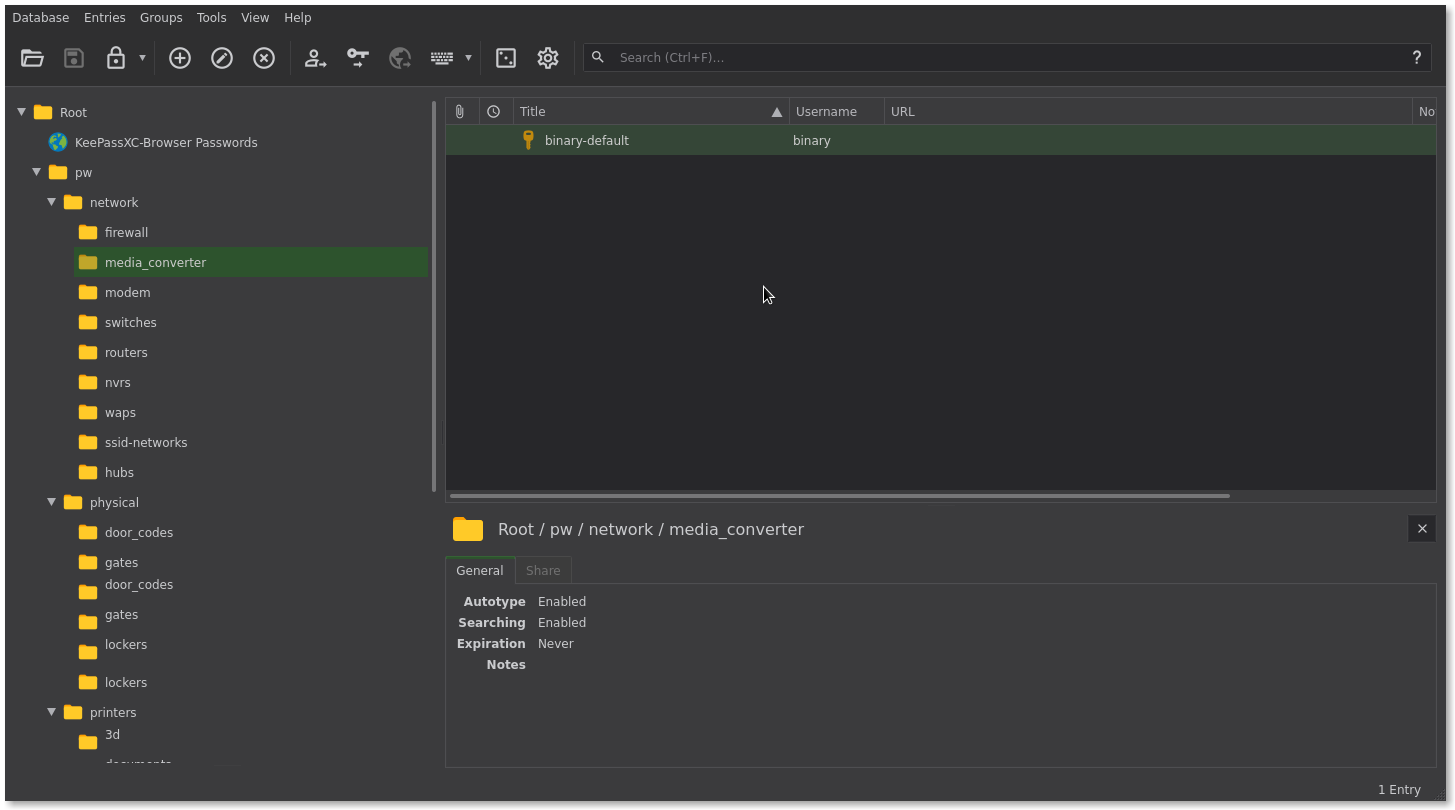 Database Entries Groups Tools View Help
Search (Ctrl+F)... ?
Root
KeePassXC-Browser Passwords
pw
network
firewall
media_converter
modem
switches
routers
nvrs
waps
ssid-networks
hubs
physical
door_codes
gates
door_codes
gates
lockers
lockers
printers
3d
documents
Title Username URL No
binary-default binary
Root / pw / network / media_converter
General Share
Autotype Enabled
Searching Enabled
Expiration Never
Notes
1 Entry